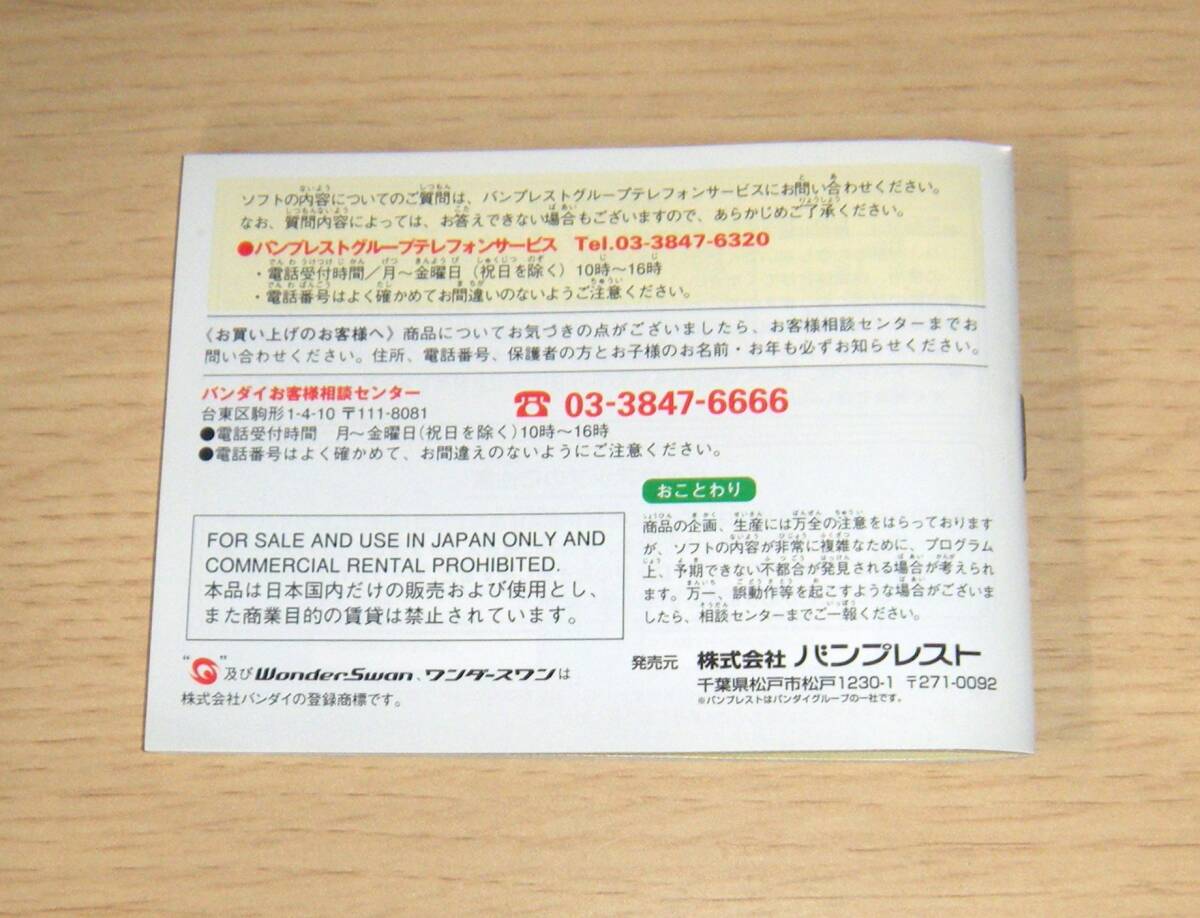 ソフトの内容についてのご質問は、バンプレストグループテレフォンサービスにお問い合わせください。
なお、質問内容によっては、お答えできない場合もございますので、あらかじめご了承ください。
●バンプレストグループテレフォンサービス Tel.03-3847-6320
・電話受付時間/月~金曜日(祝日を除く)10時~16時
・電話番号はよく確かめてお間違いのないようご注意ください。
《お買い上げのお客様へ》商品についてお気づきの点がございましたら、お客様相談センターまでお
問い合わせください。住所、電話番号、保護者の方とお子様のお名前・お年も必ずお知らせください。
バンダイお客様相談センター
台東区駒形1-4-10 〒111-8081
☎ 03-3847-6666
●電話受付時間 月~金曜日(祝日を除く)10時~16時
●電話番号はよく確かめて、お間違えのないようにご注意ください。
FOR SALE AND USE IN JAPAN ONLY AND
COMMERCIAL RENTAL PROHIBITED.
本品は日本国内だけの販売および使用とし、
また商業目的の賃貸は禁止されています。
おことわり
商品の企画、生産には万全の注意をはらっております
が、ソフトの内容が非常に複雑なために、プログラム
上、予期できない不都合が発見される場合が考えられ
ます。万一、誤動作等を起こすような場合がございま
したら、相談センターまでご一報ください。
" "及びWonderSwan、ワンダースワンは
株式会社バンダイの登録商標です。
発売元 株式会社 バンプレスト
千葉県松戸市松戸1230-1 〒271-0092
※バンプレストはバンダイグループの一社です。